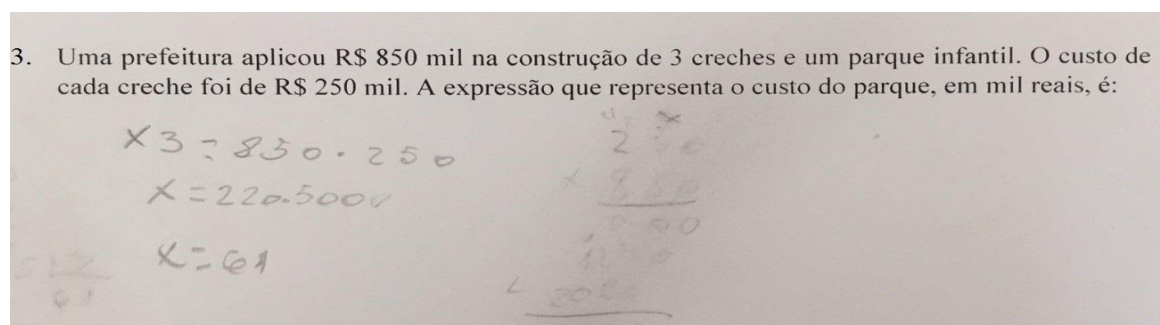 3. Uma prefeitura aplicou R$ 850 mil na construção de 3 creches e um parque infantil. O custo de
cada creche foi de R$ 250 mil. A expressão que representa o custo do parque, em mil reais, é:
x3 = 850. 250
x = 220.500
x = 61